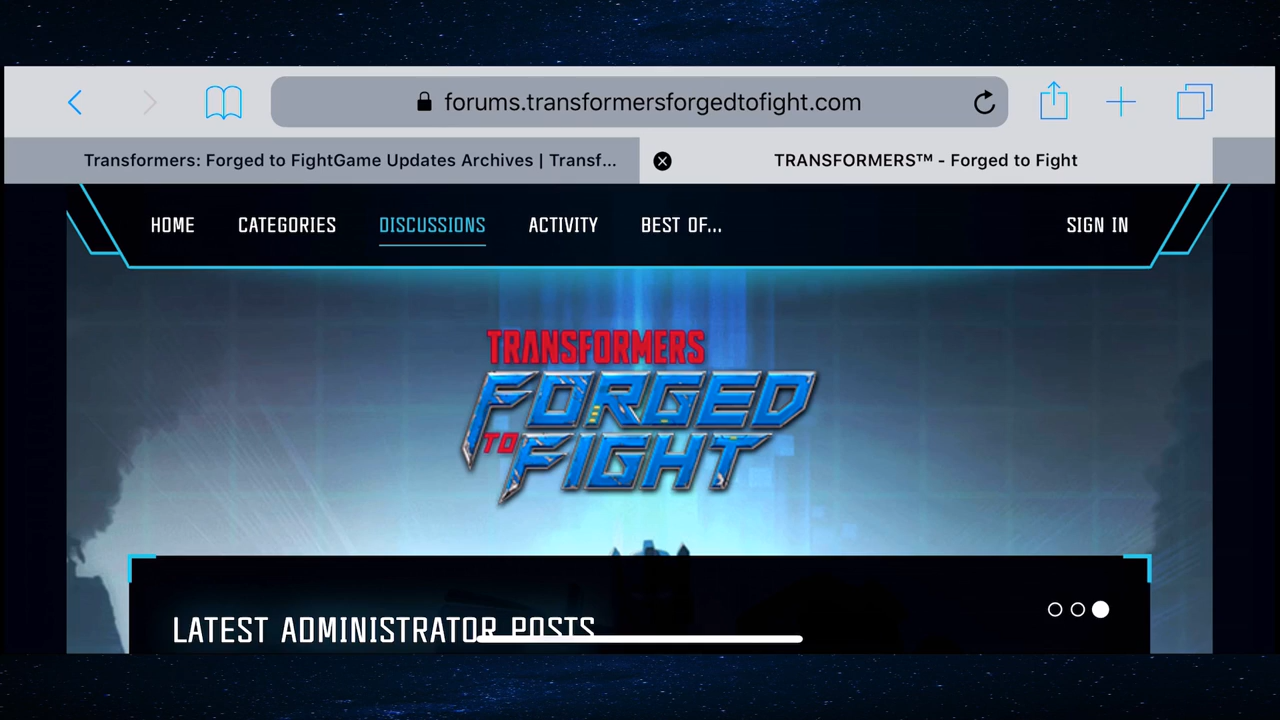 forums.transformersforgedtofight.com
Transformers: Forged to FightGame Updates Archives | Transf...
TRANSFORMERS™ - Forged to Fight
HOME CATEGORIES DISCUSSIONS ACTIVITY BEST OF... SIGN IN
TRANSFORMERS
FORGED
TO FIGHT
LATEST ADMINISTRATOR POSTS